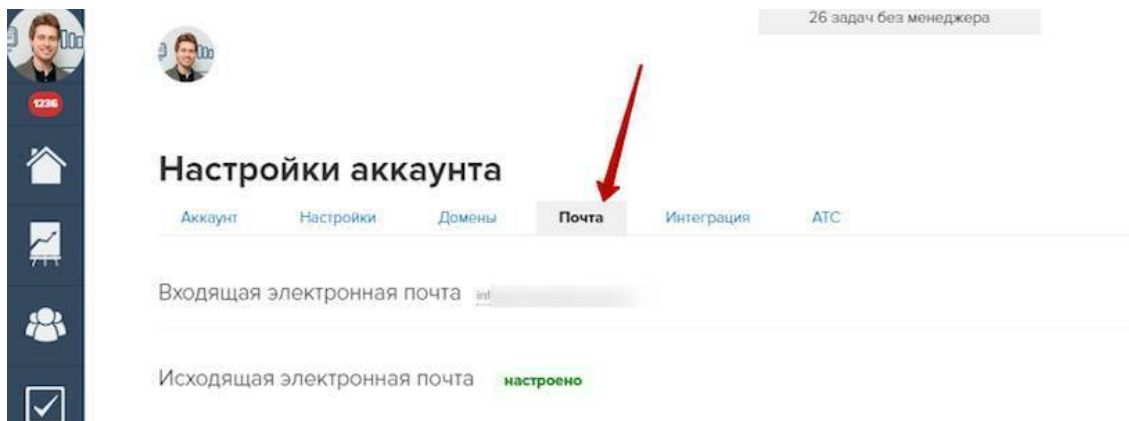 26 задач без менеджера
1236
Настройки аккаунта
Аккаунт Настройки Домены Почта Интеграция АТС
Входящая электронная почта
Исходящая электронная почта настроено